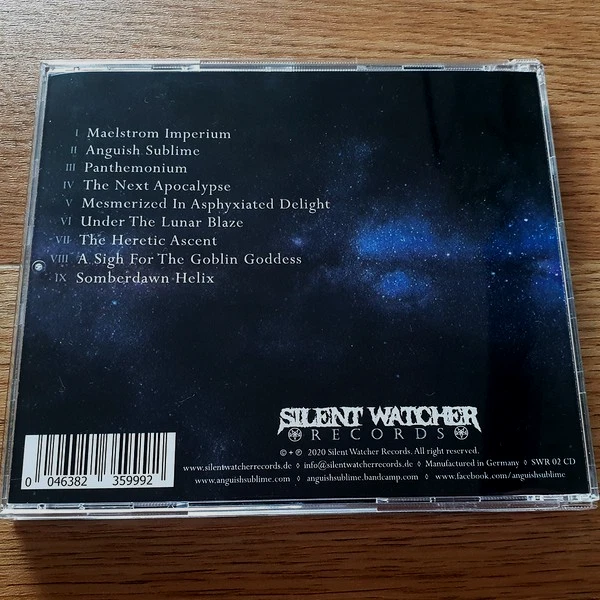 I Maelstrom Imperium
II Anguish Sublime
III Panthemonium
IV The Next Apocalypse
V Mesmerized In Asphyxiated Delight
VI Under The Lunar Blaze
VII The Heretic Ascent
VIII A Sigh For The Goblin Goddess
IX Somberdawn Helix
SILENT WATCHER
RECORDS
© + ℗ 2020 Silent Watcher Records. All right reserved.
www.silentwatcherrecords.de ◊ info@silentwatcherrecords.de ◊ Manufactured in Germany ◊ SWR 02 CD
www.anguishsublime.com ◊ anguishsublime.bandcamp.com ◊ www.facebook.com/anguishsublime
0 046382 359992